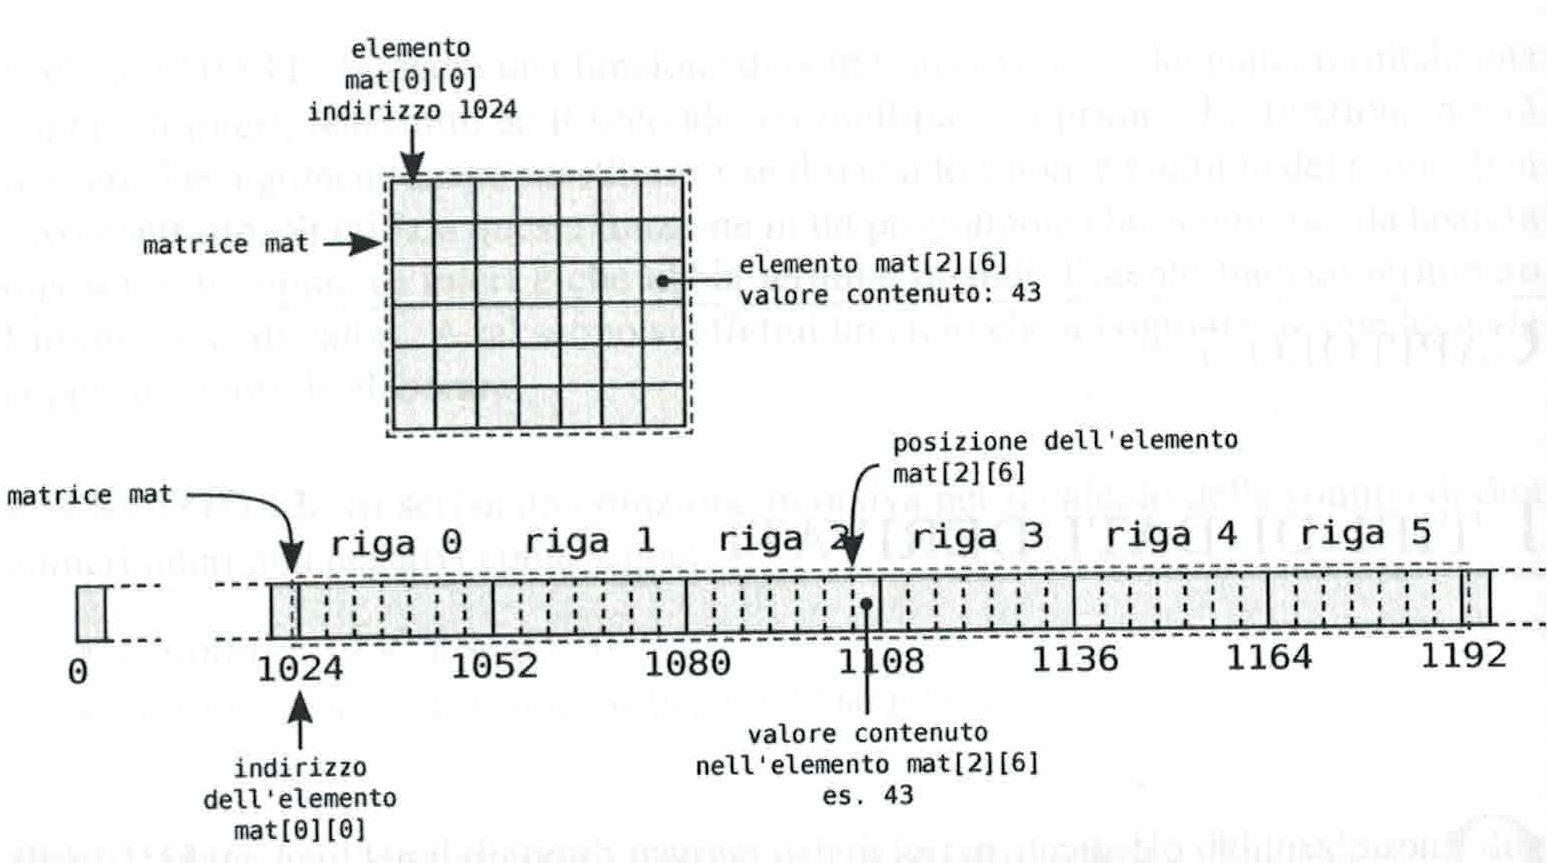 elemento
mat[0][0]
indirizzo 1024
matrice mat
elemento mat[2][6]
valore contenuto: 43
posizione dell'elemento
mat[2][6]
matrice mat
riga 0 riga 1 riga 2 riga 3 riga 4 riga 5
0 1024 1052 1080 1108 1136 1164 1192
indirizzo
dell'elemento
mat[0][0]
valore contenuto
nell'elemento mat[2][6]
es. 43